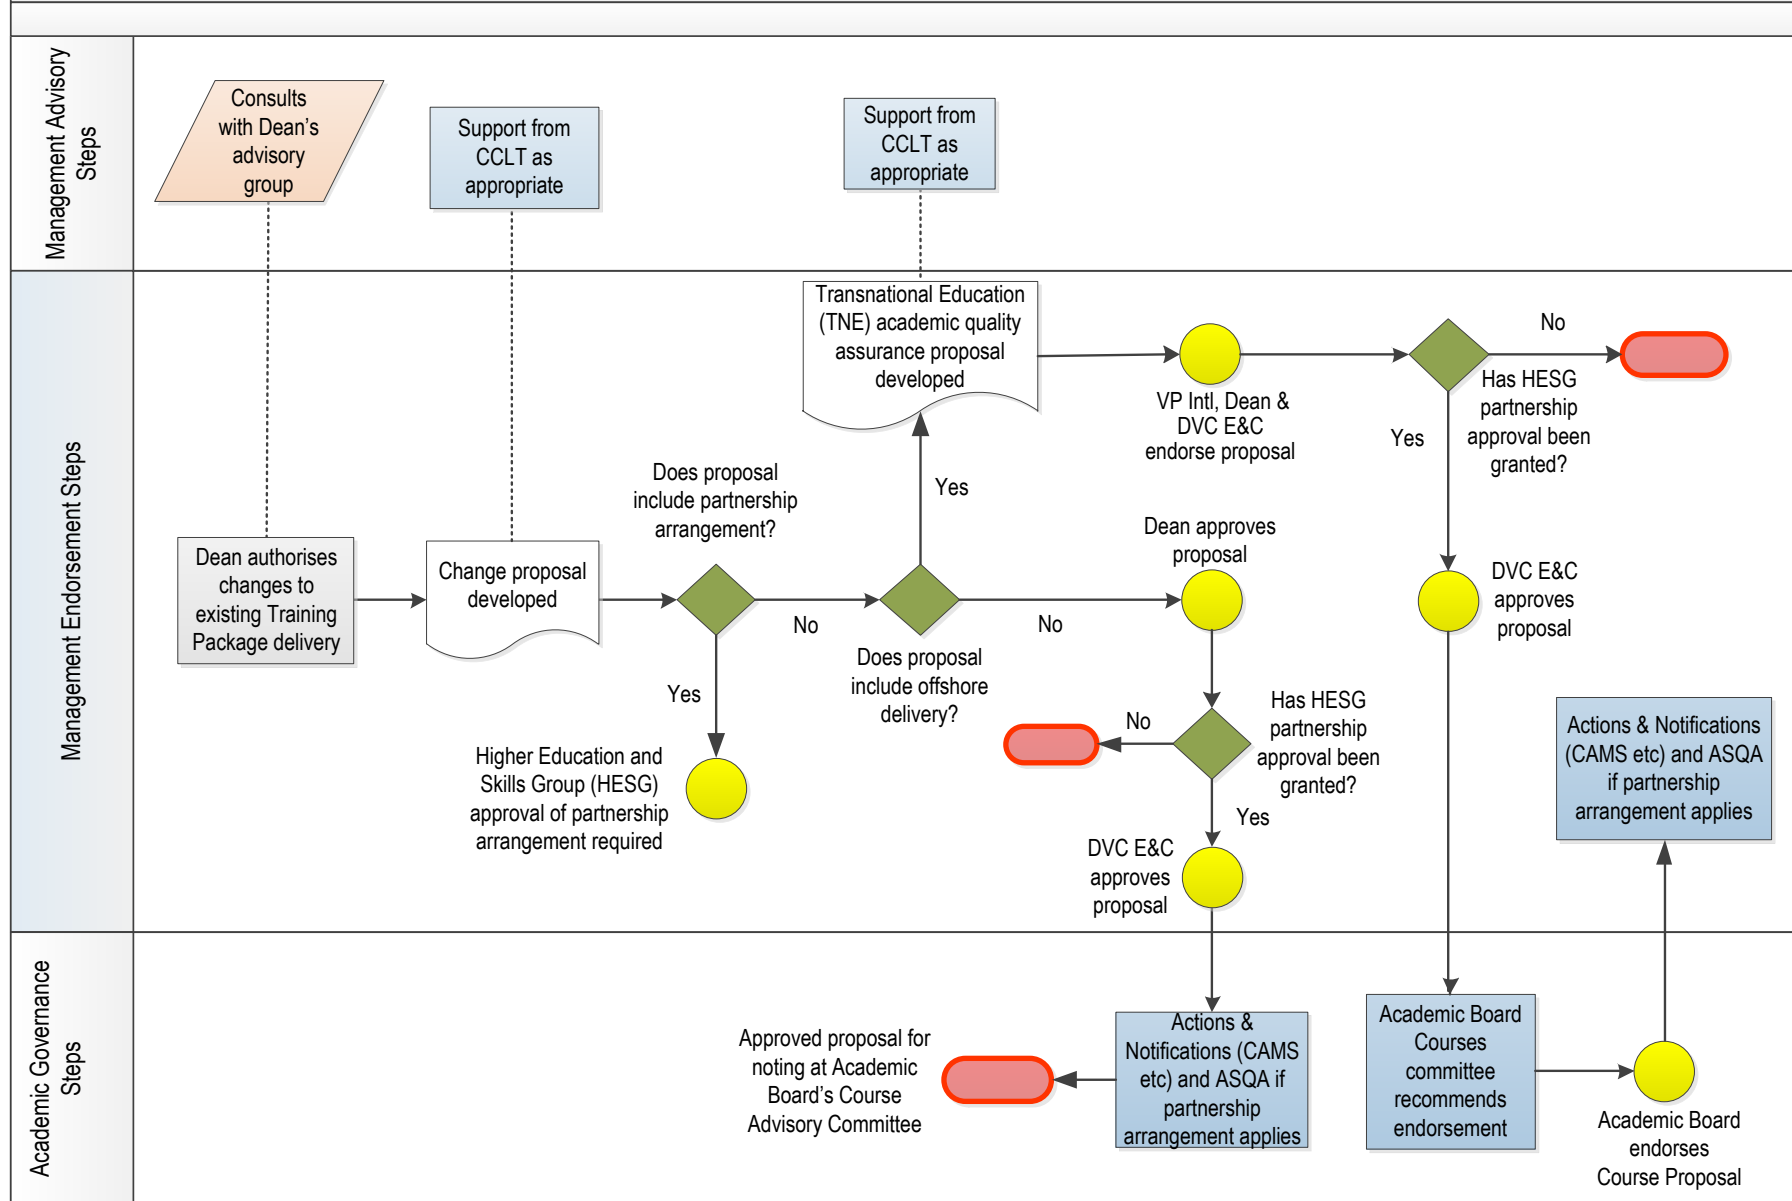 Management Advisory
Steps
Consults
with Dean's
advisory
group
Support from
CCLT as
appropriate
Support from
CCLT as
appropriate
Management Endorsement Steps
Dean authorises
changes to
existing Training
Package delivery
Change proposal
developed
Does proposal
include partnership
arrangement?
Yes
No
Higher Education and
Skills Group (HESG)
approval of partnership
arrangement required
Does proposal
include offshore
delivery?
Yes
No
Transnational Education
(TNE) academic quality
assurance proposal
developed
VP Intl, Dean &
DVC E&C
endorse proposal
Has HESG
partnership
approval been
granted?
No
Yes
DVC E&C
approves
proposal
Dean approves
proposal
Has HESG
partnership
approval been
granted?
No
Yes
DVC E&C
approves
proposal
Actions & Notifications
(CAMS etc) and ASQA
if partnership
arrangement applies
Academic Governance
Steps
Approved proposal for
noting at Academic
Board's Course
Advisory Committee
Actions &
Notifications (CAMS
etc) and ASQA if
partnership
arrangement applies
Academic Board
Courses
committee
recommends
endorsement
Academic Board
endorses
Course Proposal